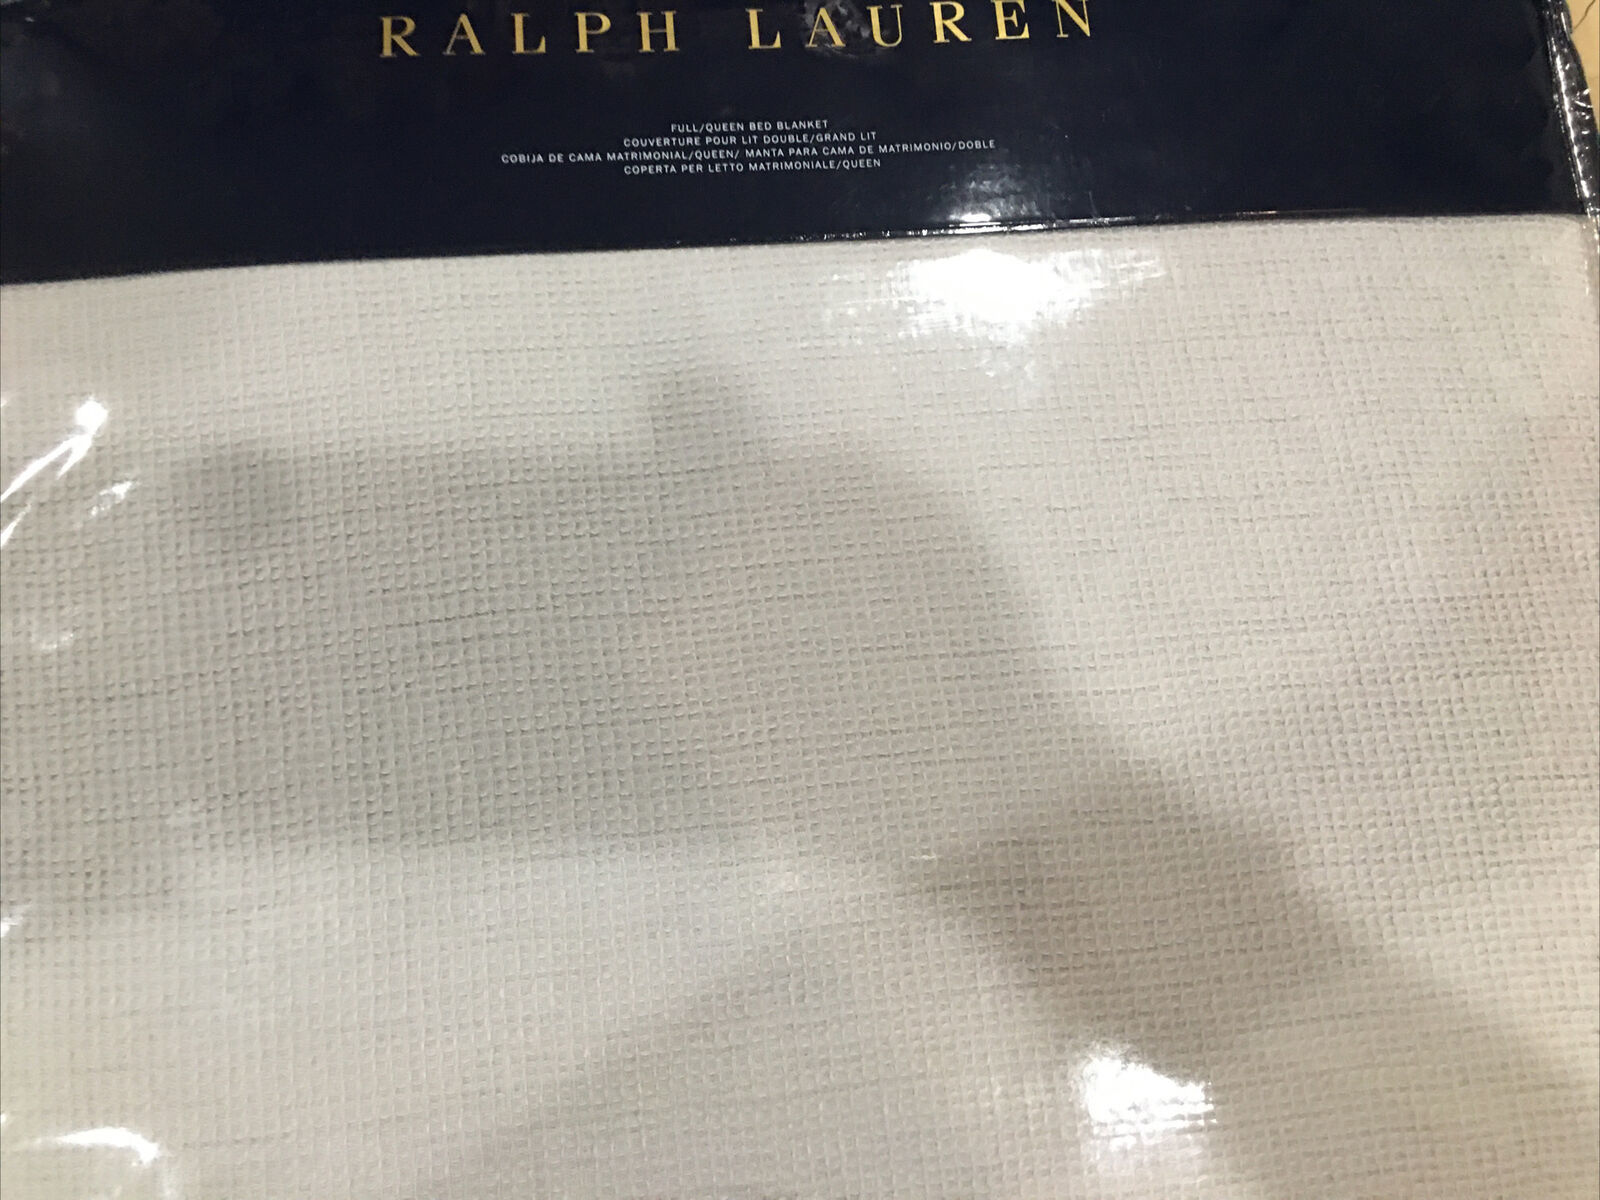 RALPH LAUREN
FULL/QUEEN BED BLANKET
COUVERTURE POUR LIT DOUBLE/GRAND LIT
COBIJA DE CAMA MATRIMONIAL/QUEEN/ MANTA PARA CAMA DE MATRIMONIO/DOBLE
COPERTA PER LETTO MATRIMONIALE/QUEEN